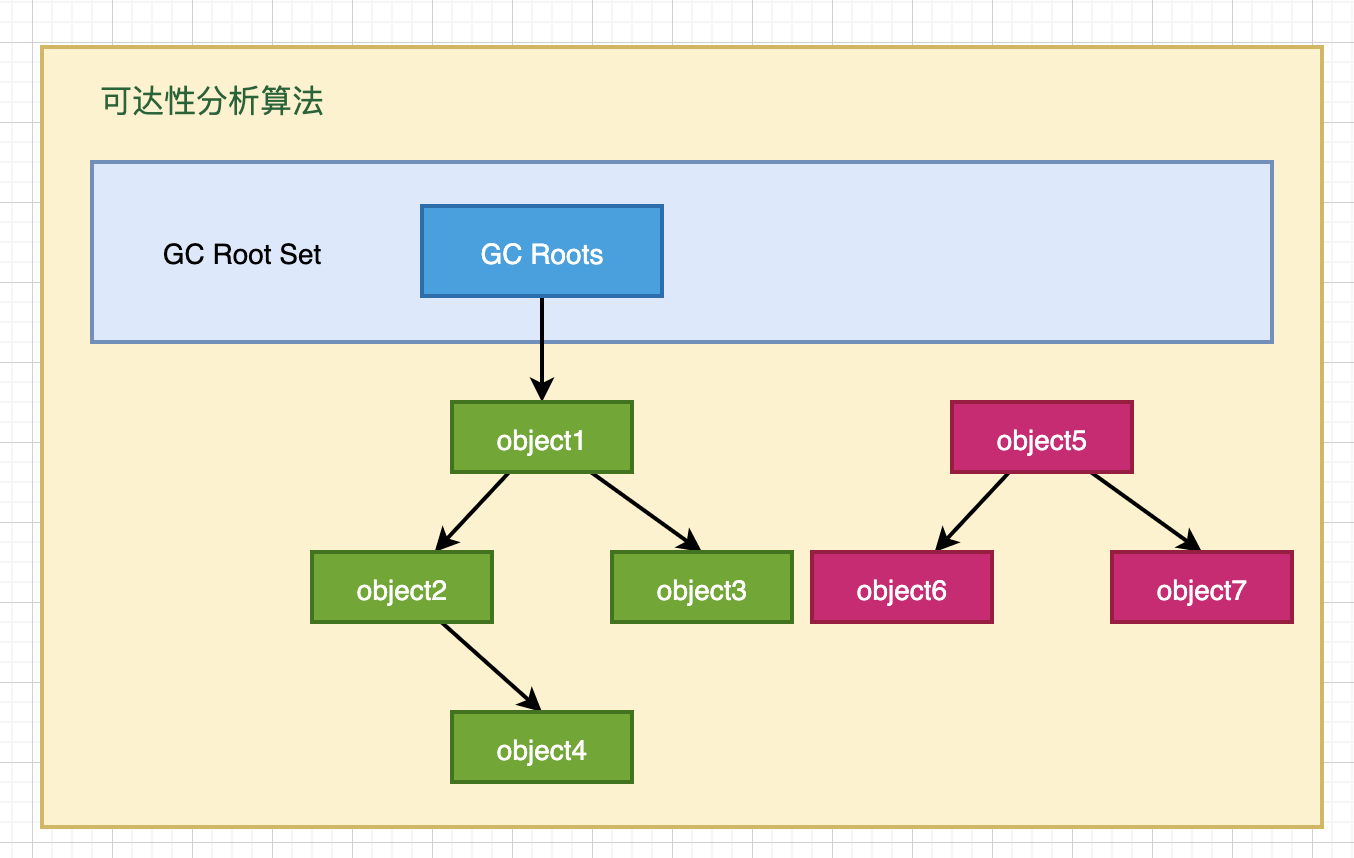 可达性分析算法
GC Root Set
GC Roots
object1
object5
object2
object3
object6
object7
object4